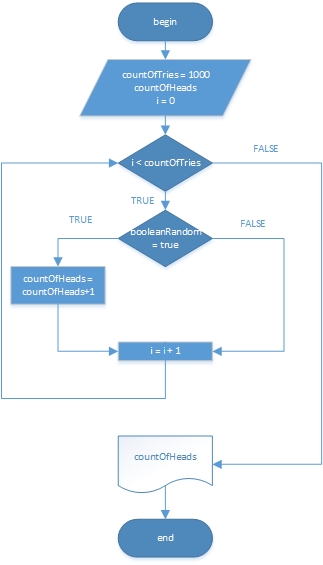 begin
countOfTries = 1000
countOfHeads
i = 0
i < countOfTries
FALSE
TRUE
TRUE
booleanRandom
= true
FALSE
countOfHeads =
countOfHeads+1
i = i + 1
countOfHeads
end